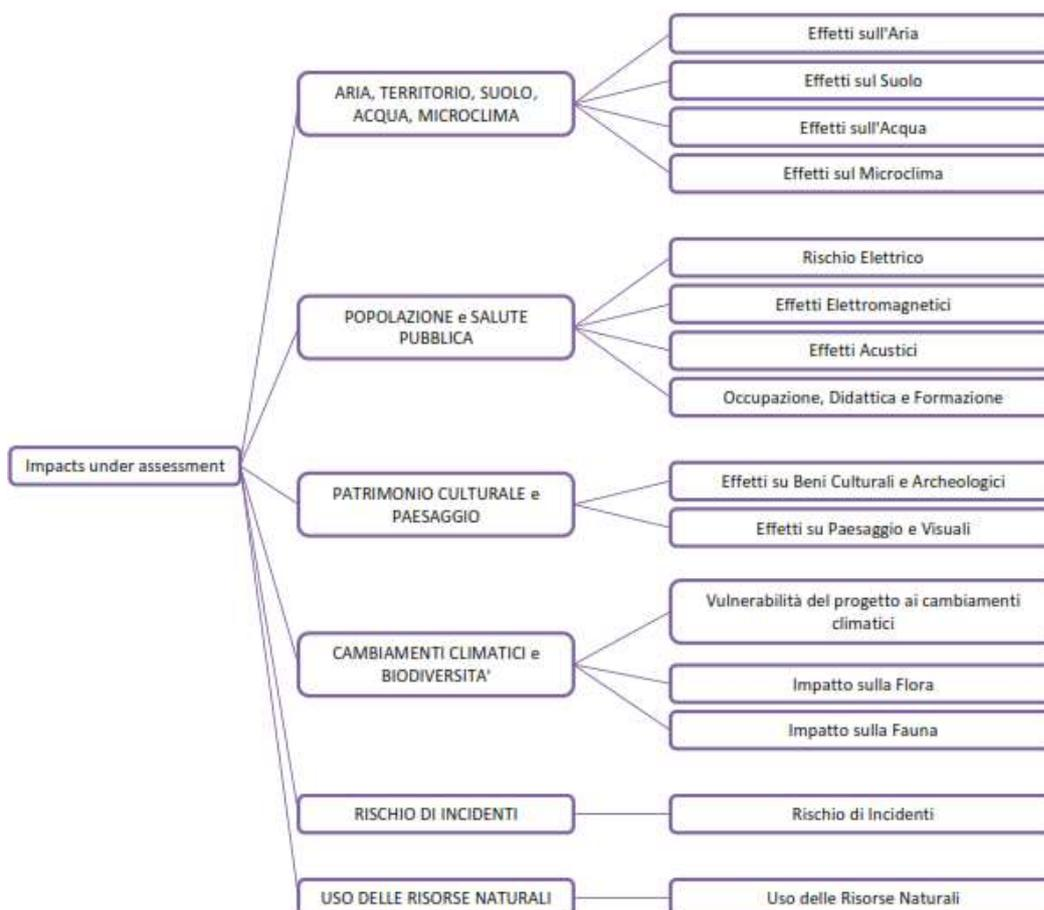 Impacts under assessment
ARIA, TERRITORIO, SUOLO,
ACQUA, MICROCLIMA
Effetti sull'Aria
Effetti sul Suolo
Effetti sull'Acqua
Effetti sul Microclima
POPOLAZIONE e SALUTE
PUBBLICA
Rischio Elettrico
Effetti Elettromagnetici
Effetti Acustici
Occupazione, Didattica e Formazione
PATRIMONIO CULTURALE e
PAESAGGIO
Effetti su Beni Culturali e Archeologici
Effetti su Paesaggio e Visuali
CAMBIAMENTI CLIMATICI e
BIODIVERSITA'
Vulnerabilità del progetto ai cambiamenti
climatici
Impatto sulla Flora
Impatto sulla Fauna
RISCHIO DI INCIDENTI
Rischio di Incidenti
USO DELLE RISORSE NATURALI
Uso delle Risorse Naturali